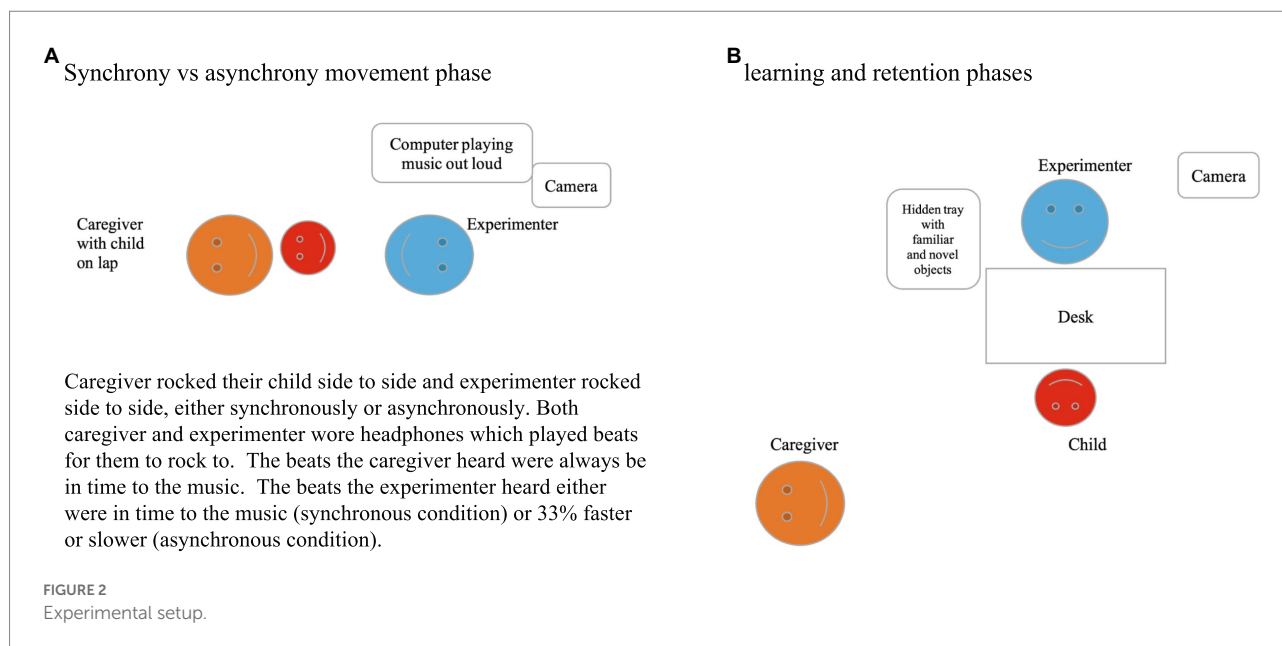 A
Synchrony vs asynchrony movement phase
Computer playing
music out loud
Camera
Caregiver
with child
on lap
Experimenter
Caregiver rocked their child side to side and experimenter rocked
side to side, either synchronously or asynchronously. Both
caregiver and experimenter wore headphones which played beats
for them to rock to.  The beats the caregiver heard were always be
in time to the music.  The beats the experimenter heard either
were in time to the music (synchronous condition) or 33% faster
or slower (asynchronous condition).
B
learning and retention phases
Experimenter
Camera
Hidden tray
with
familiar
and novel
objects
Desk
Child
Caregiver
FIGURE 2
Experimental setup.